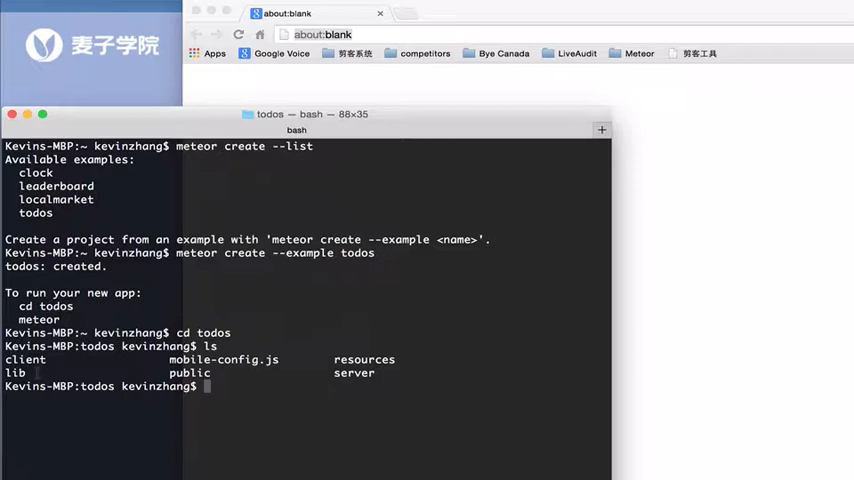 麦子学院
about:blank
about:blank
Apps Google Voice 剪客系统 competitors Bye Canada LiveAudit Meteor 剪客工具
todos — bash — 88×35
bash
Kevins-MBP:~ kevinzhang$ meteor create --list
Available examples:
clock
leaderboard
localmarket
todos
Create a project from an example with 'meteor create --example <name>'.
Kevins-MBP:~ kevinzhang$ meteor create --example todos
todos: created.
To run your new app:
cd todos
meteor
Kevins-MBP:~ kevinzhang$ cd todos
Kevins-MBP:todos kevinzhang$ ls
client mobile-config.js resources
lib public server
Kevins-MBP:todos kevinzhang$